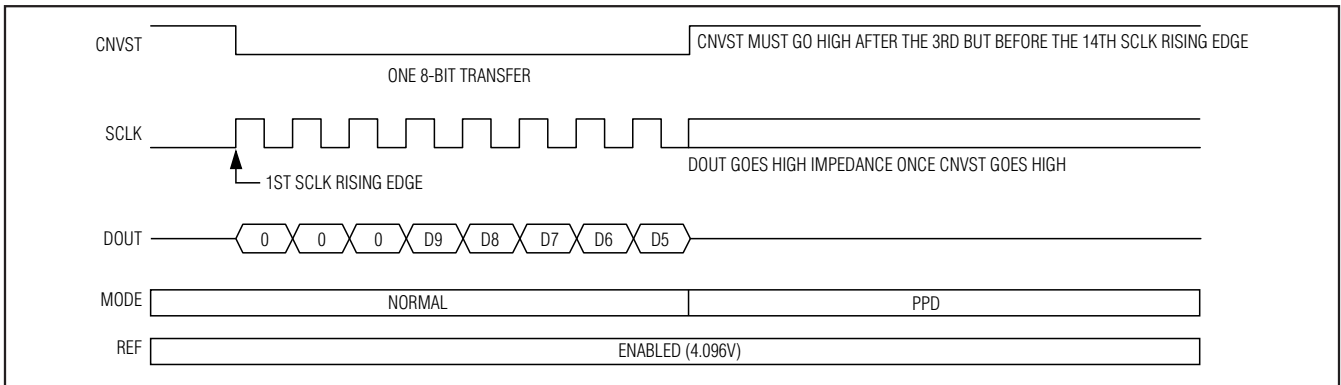 CNVST
CNVST MUST GO HIGH AFTER THE 3RD BUT BEFORE THE 14TH SCLK RISING EDGE
ONE 8-BIT TRANSFER
SCLK
DOUT GOES HIGH IMPEDANCE ONCE CNVST GOES HIGH
1ST SCLK RISING EDGE
DOUT 0 0 0 D9 D8 D7 D6 D5
MODE NORMAL PPD
REF ENABLED (4.096V)